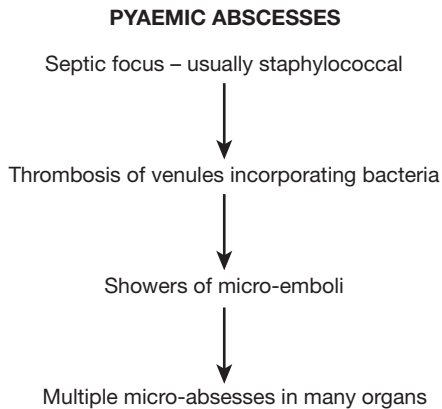 PYAEMIC ABSCESSES
Septic focus – usually staphylococcal
Thrombosis of venules incorporating bacteria
Showers of micro-emboli
Multiple micro-absesses in many organs